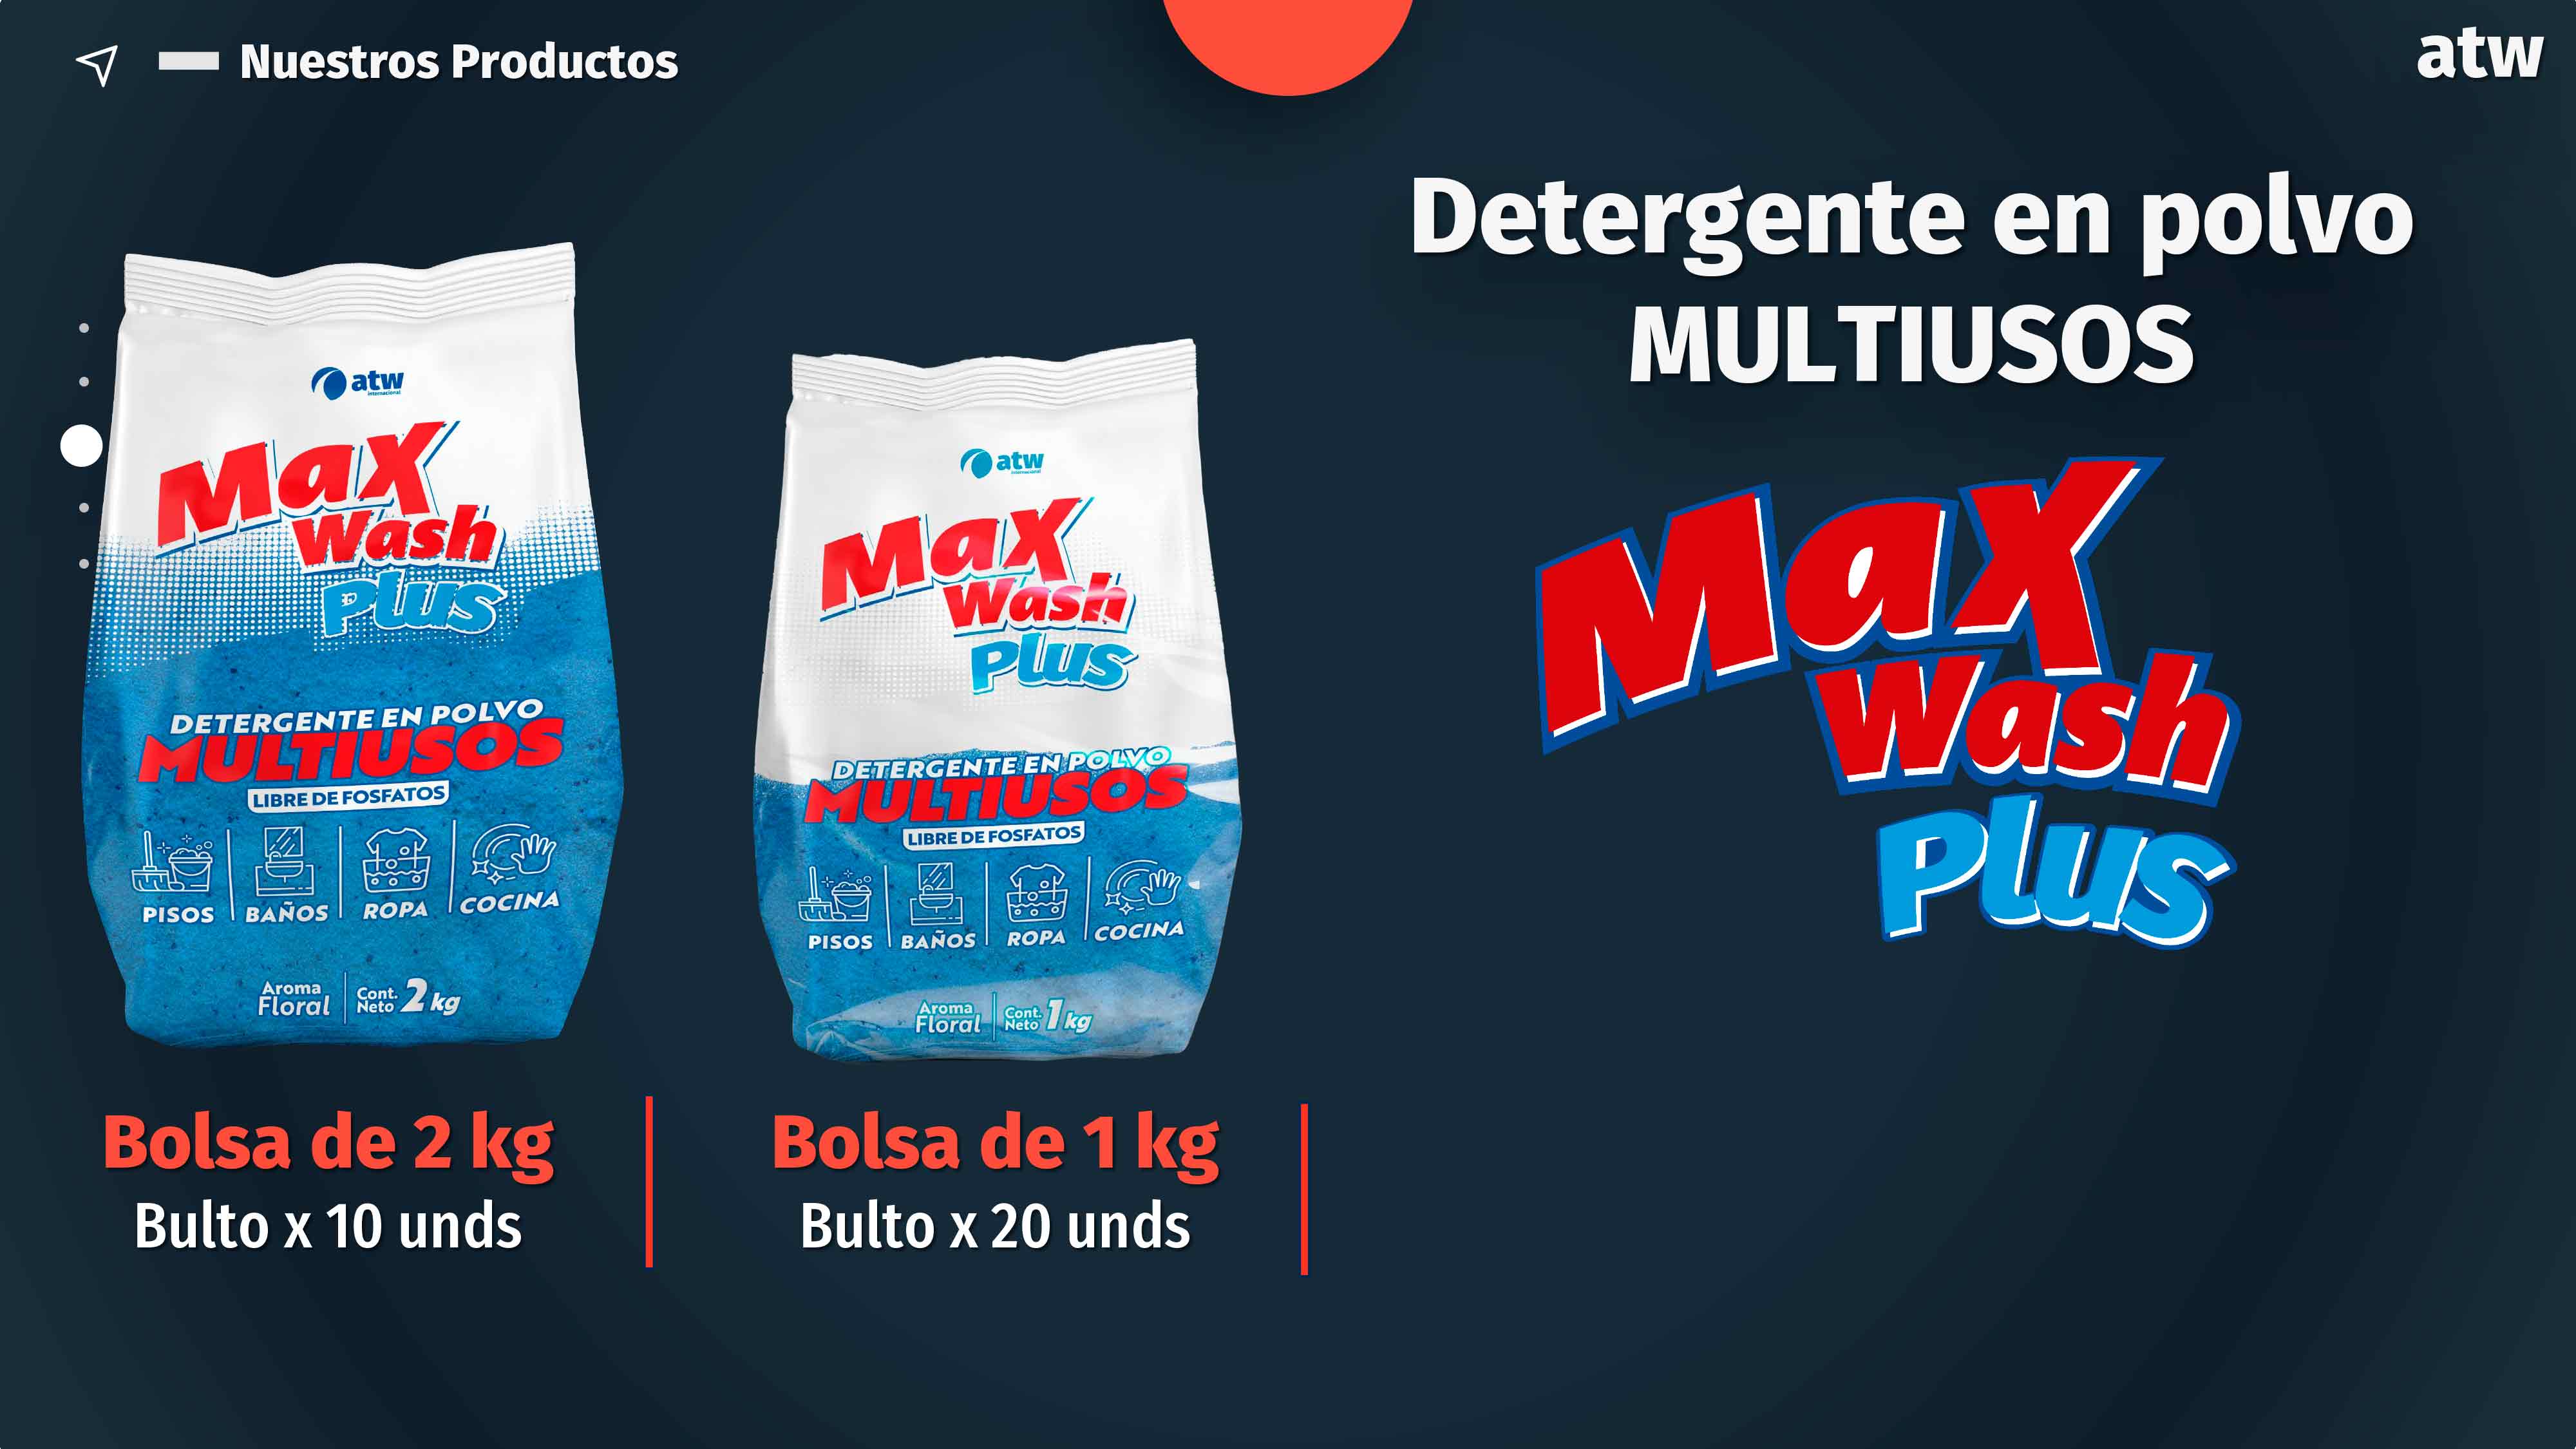 Nuestros Productos
atw
Detergente en polvo
MULTIUSOS
Max
Wash
Plus
atw
internacional
Max
Wash
Plus
DETERGENTE EN POLVO
MULTIUSOS
LIBRE DE FOSFATOS
PISOS BAÑOS ROPA COCINA
Aroma
Floral
Cont.
Neto 2 kg
Bolsa de 2 kg
Bulto x 10 unds
atw
internacional
Max
Wash
Plus
DETERGENTE EN POLVO
MULTIUSOS
LIBRE DE FOSFATOS
PISOS BAÑOS ROPA COCINA
Aroma
Floral
Cont.
Neto 1 kg
Bolsa de 1 kg
Bulto x 20 unds